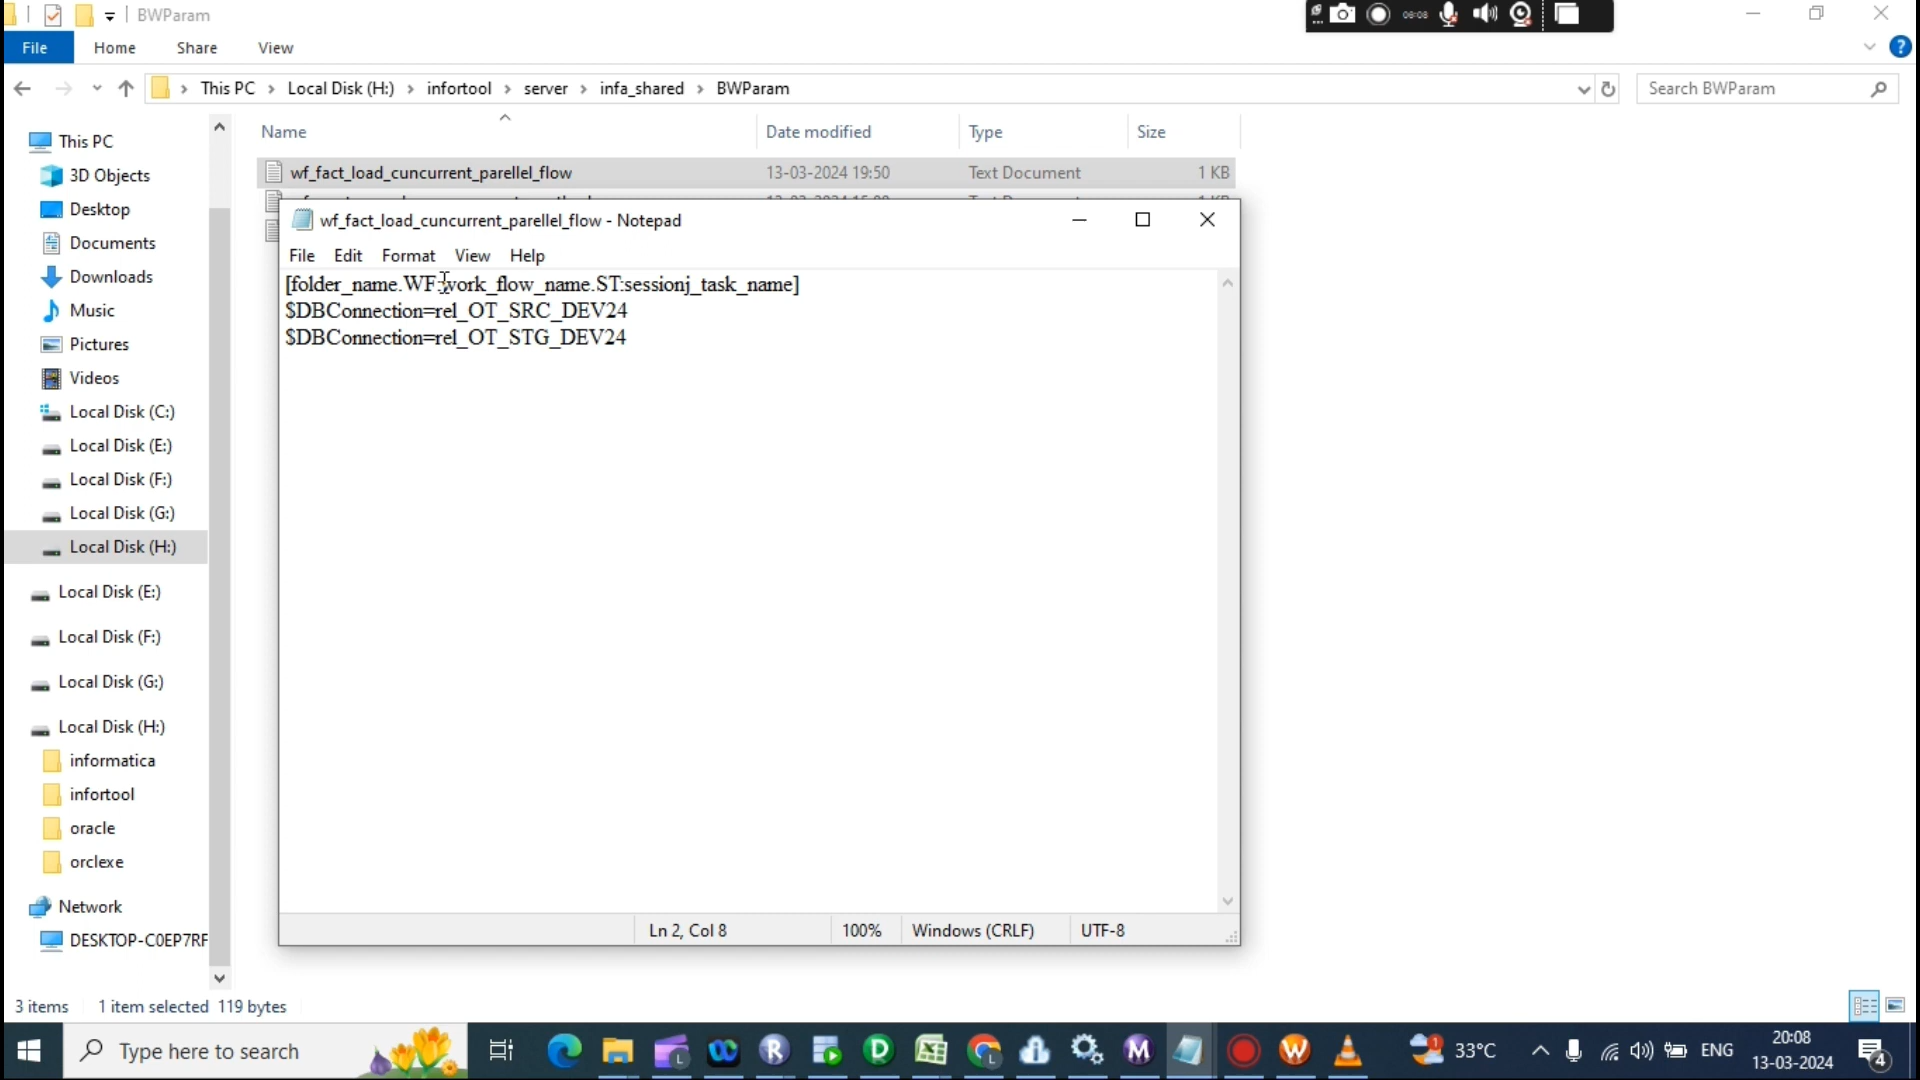 BWParam
08:08
File Home Share View
This PC Local Disk (H:) infortool server infa_shared BWParam
Search BWParam
Name Date modified Type Size
wf_fact_load_cuncurrent_parellel_flow 13-03-2024 19:50 Text Document 1 KB
wf_fact_load_cuncurrent_parellel_flow - Notepad
File Edit Format View Help
[folder_name.WF:work_flow_name.ST:sessionj_task_name]
$DBConnection=rel_OT_SRC_DEV24
$DBConnection=rel_OT_STG_DEV24
Ln 2, Col 8 100% Windows (CRLF) UTF-8
This PC
3D Objects
Desktop
Documents
Downloads
Music
Pictures
Videos
Local Disk (C:)
Local Disk (E:)
Local Disk (F:)
Local Disk (G:)
Local Disk (H:)
Local Disk (E:)
Local Disk (F:)
Local Disk (G:)
Local Disk (H:)
informatica
infortool
oracle
orclexe
Network
DESKTOP-C0EP7RF
3 items 1 item selected 119 bytes
Type here to search
33°C
ENG
20:08
13-03-2024
4